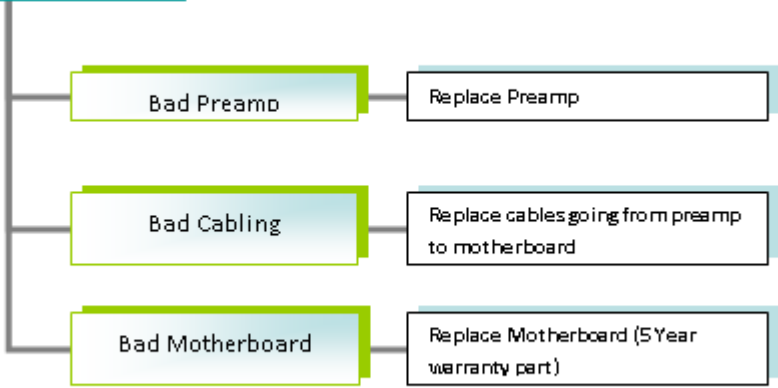 Bad Preamp
Replace Preamp
Bad Cabling
Replace cables going from preamp
to motherboard
Bad Motherboard
Replace Motherboard (5 Year
warranty part)